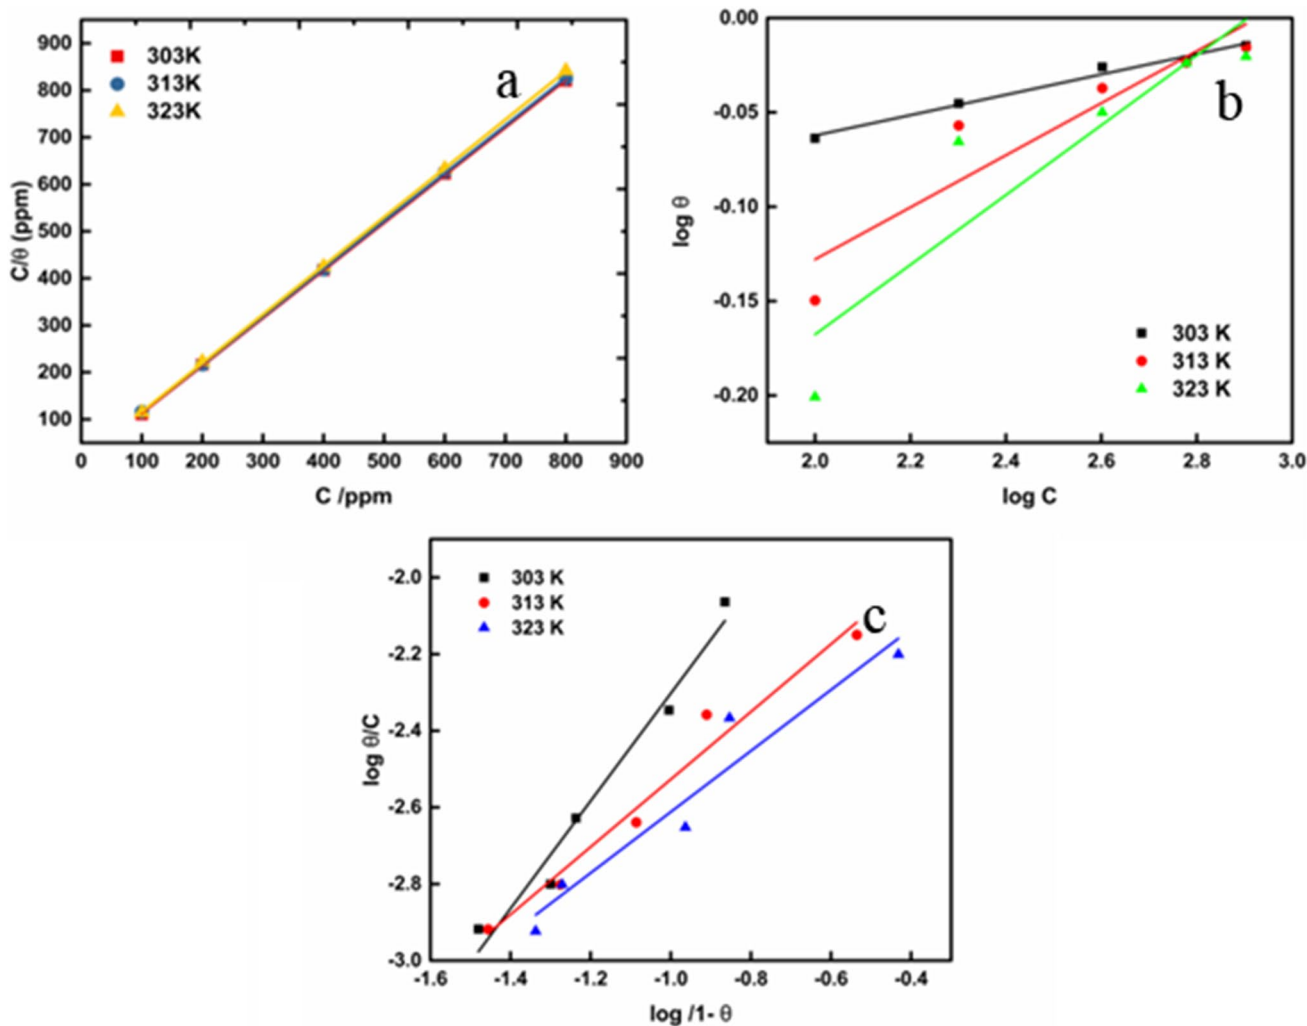 900
800
700
600
500
400
300
200
100
C/θ (ppm)
303K
313K
323K
a
0 100 200 300 400 500 600 700 800 900
C /ppm
0.00
-0.05
-0.10
-0.15
-0.20
log θ
b
303 K
313 K
323 K
2.0 2.2 2.4 2.6 2.8 3.0
log C
-2.0
-2.2
-2.4
-2.6
-2.8
-3.0
log θ/C
303 K
313 K
323 K
c
-1.6 -1.4 -1.2 -1.0 -0.8 -0.6 -0.4
log /1- θ